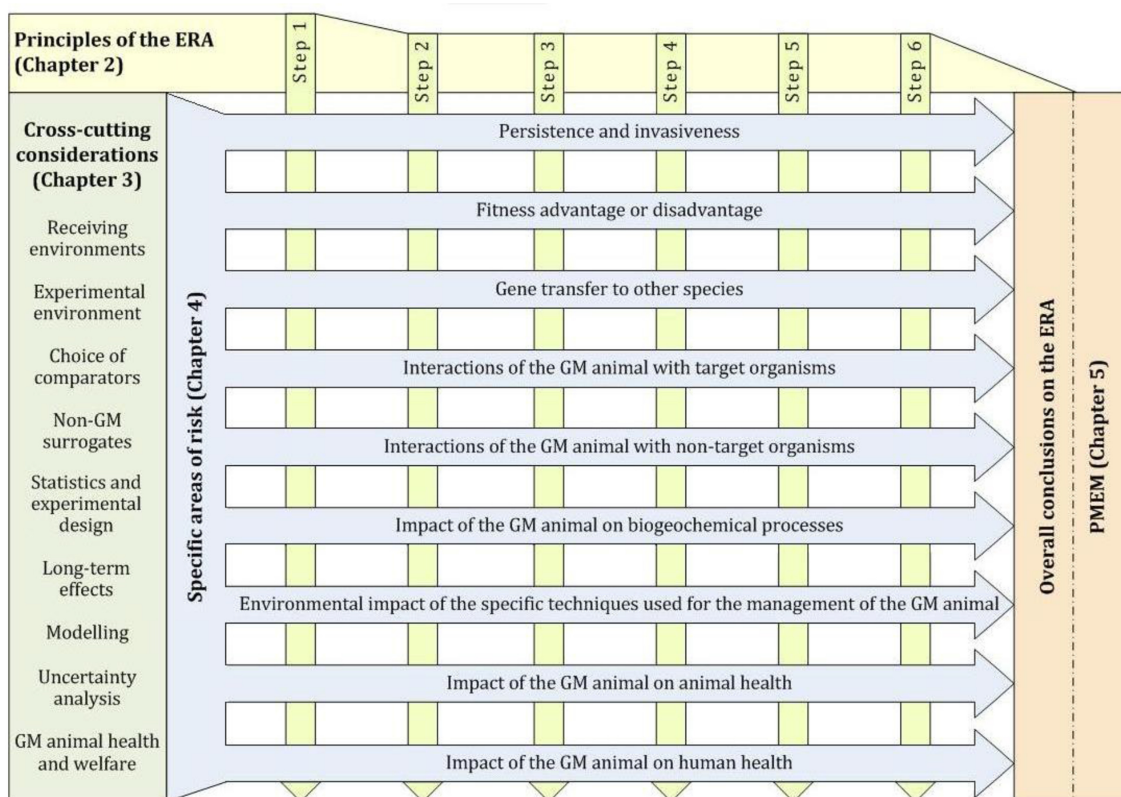 Principles of the ERA
(Chapter 2)
Step 1
Step 2
Step 3
Step 4
Step 5
Step 6
Cross-cutting
considerations
(Chapter 3)
Receiving
environments
Experimental
environment
Choice of
comparators
Non-GM
surrogates
Statistics and
experimental
design
Long-term
effects
Modelling
Uncertainty
analysis
GM animal health
and welfare
Specific areas of risk (Chapter 4)
Persistence and invasiveness
Fitness advantage or disadvantage
Gene transfer to other species
Interactions of the GM animal with target organisms
Interactions of the GM animal with non-target organisms
Impact of the GM animal on biogeochemical processes
Environmental impact of the specific techniques used for the management of the GM animal
Impact of the GM animal on animal health
Impact of the GM animal on human health
Overall conclusions on the ERA
PMEM (Chapter 5)